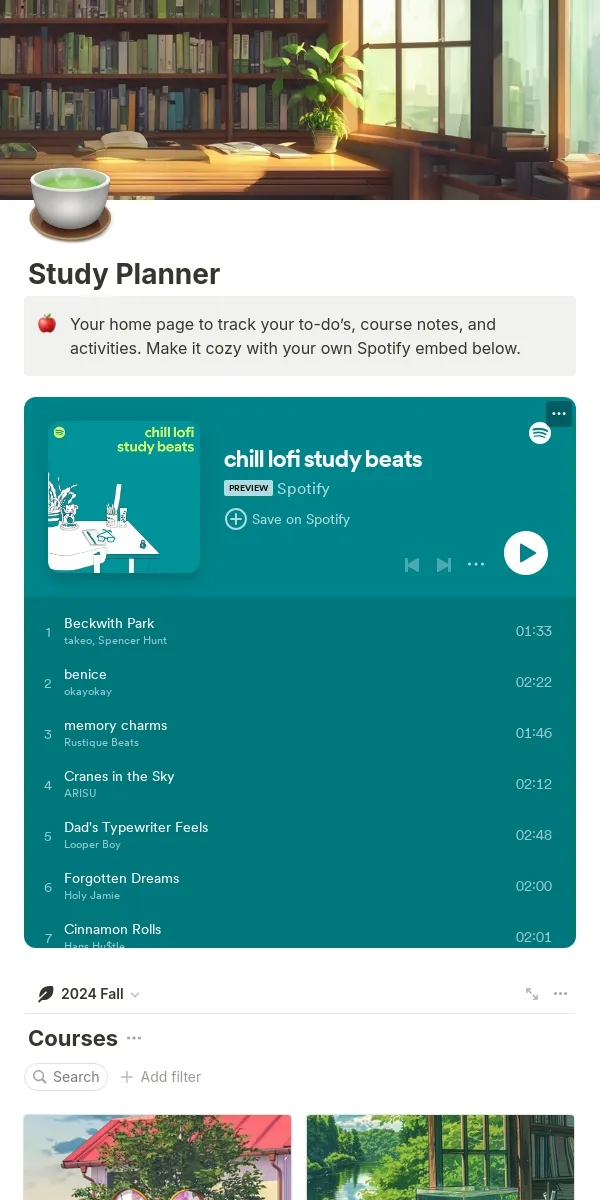 Study Planner
Your home page to track your to-do’s, course notes, and
activities. Make it cozy with your own Spotify embed below.
chill lofi
study beats
chill lofi study beats
PREVIEW Spotify
Save on Spotify
1 Beckwith Park 01:33
takeo, Spencer Hunt
2 benice 02:22
okayokay
3 memory charms 01:46
Rustique Beats
4 Cranes in the Sky 02:12
ARISU
5 Dad's Typewriter Feels 02:48
Looper Boy
6 Forgotten Dreams 02:00
Holy Jamie
7 Cinnamon Rolls 02:01
Hans Hu$tle
2024 Fall
Courses
Search
Add filter